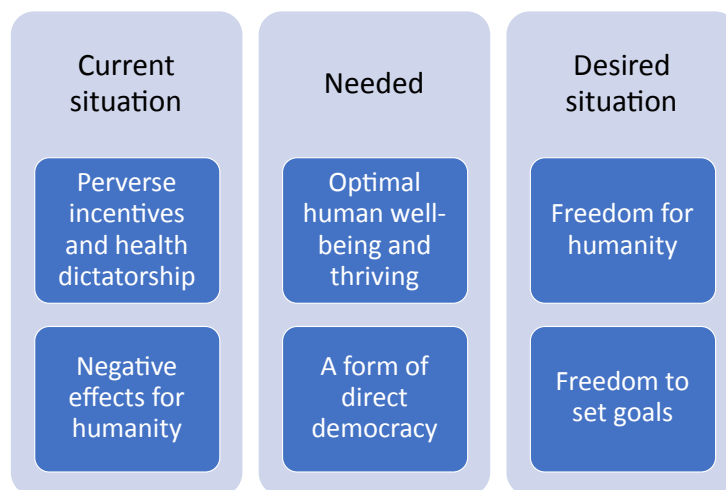 Current
situation
Perverse
incentives
and health
dictatorship
Negative
effects for
humanity
Needed
Optimal
human well-
being and
thriving
A form of
direct
democracy
Desired
situation
Freedom for
humanity
Freedom to
set goals